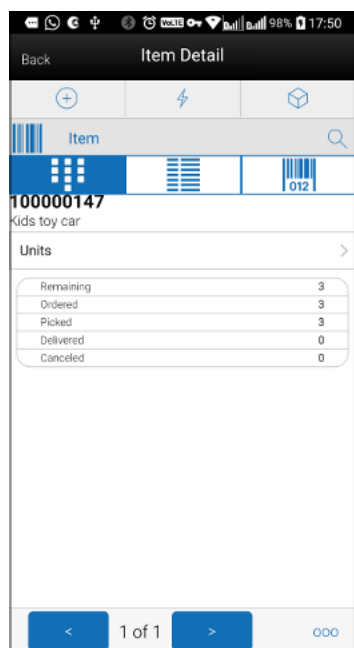 VoLTE 98% 17:50
Back Item Detail
Item
012
100000147
Kids toy car
Units >
Remaining 3
Ordered 3
Picked 3
Delivered 0
Canceled 0
< 1 of 1 > ooo